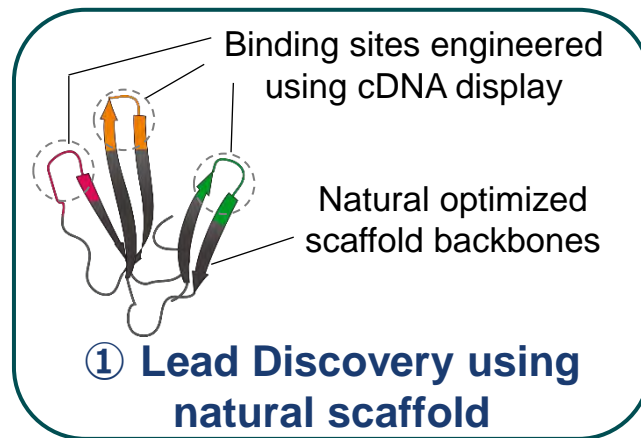 Binding sites engineered
using cDNA display
Natural optimized
scaffold backbones
① Lead Discovery using
natural scaffold